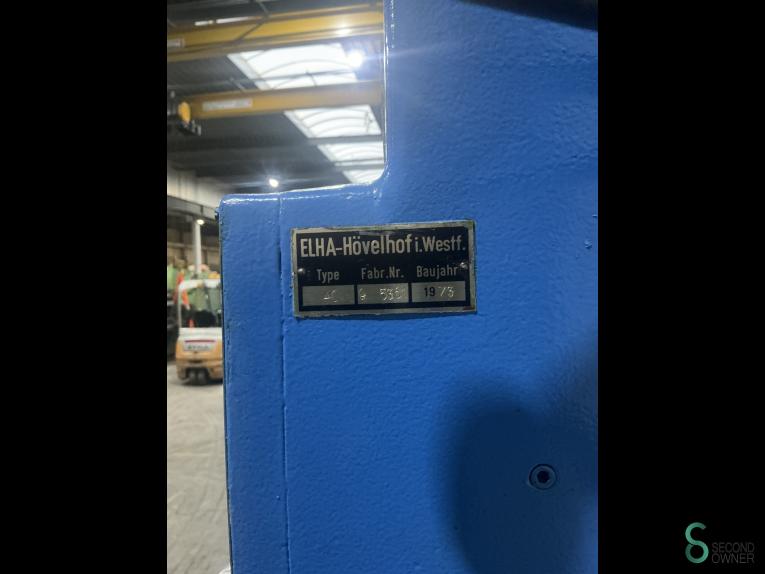 ELHA-Hövelhof i.Westf.
Type Fabr.Nr. Baujahr
1973
SECOND
OWNER